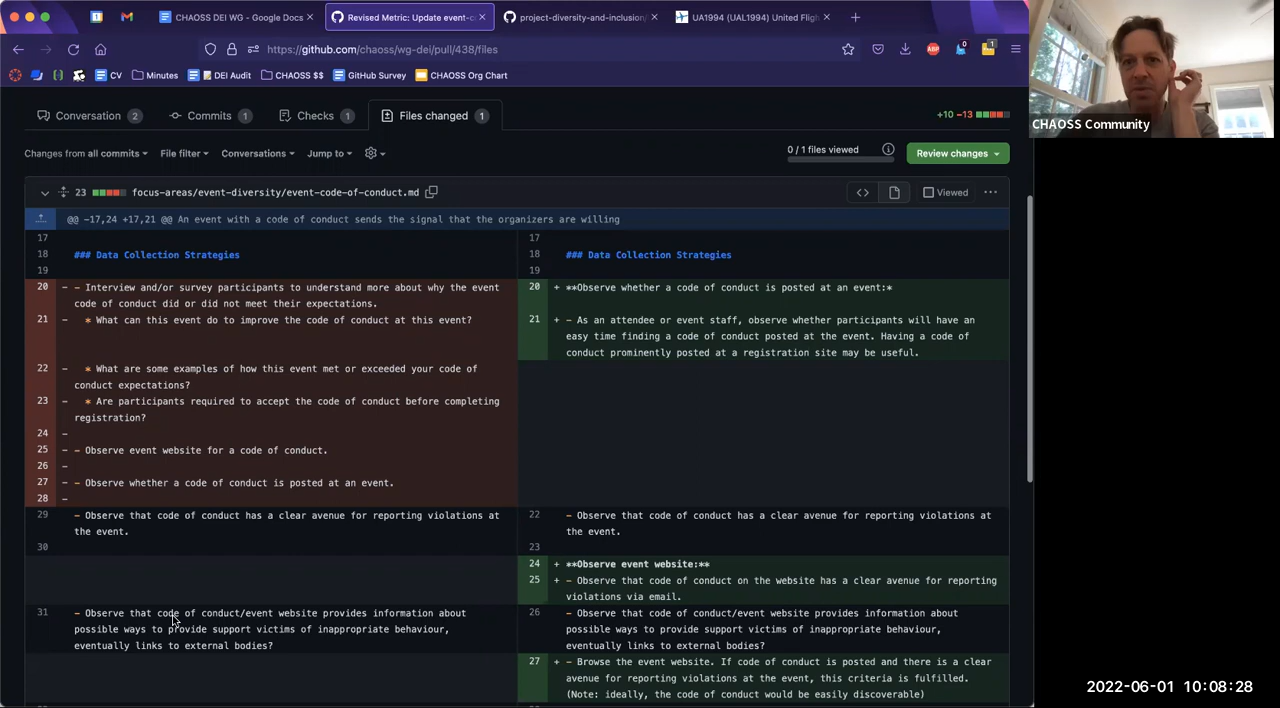 CHAOSS DEI WG - Google Docs
Revised Metric: Update event-c
project-diversity-and-inclusion/
UA1994 (UAL1994) United Fligh
https://github.com/chaoss/wg-dei/pull/438/files
ABP
0
1
CV
Minutes
DEI Audit
CHAOSS $$
GitHub Survey
CHAOSS Org Chart
CHAOSS Community
Conversation 2
Commits 1
Checks 1
Files changed 1
+10 −13
Changes from all commits
File filter
Conversations
Jump to
0 / 1 files viewed
Review changes
23 focus-areas/event-diversity/event-code-of-conduct.md
Viewed
@@ -17,24 +17,21 @@ An event with a code of conduct sends the signal that the organizers are willing
17
18 ### Data Collection Strategies
19
20 - - Interview and/or survey participants to understand more about why the event
code of conduct did or did not meet their expectations.
21 - * What can this event do to improve the code of conduct at this event?
22 - * What are some examples of how this event met or exceeded your code of
conduct expectations?
23 - * Are participants required to accept the code of conduct before completing
registration?
24 -
25 - - Observe event website for a code of conduct.
26 -
27 - - Observe whether a code of conduct is posted at an event.
28 -
29 - Observe that code of conduct has a clear avenue for reporting violations at
the event.
30
31 - Observe that code of conduct/event website provides information about
possible ways to provide support victims of inappropriate behaviour,
eventually links to external bodies?
17
18 ### Data Collection Strategies
19
20 + **Observe whether a code of conduct is posted at an event:*
21 + - As an attendee or event staff, observe whether participants will have an
easy time finding a code of conduct posted at the event. Having a code of
conduct prominently posted at a registration site may be useful.
22 - Observe that code of conduct has a clear avenue for reporting violations at
the event.
23
24 + **Observe event website:**
25 + - Observe that code of conduct on the website has a clear avenue for reporting
violations via email.
26 - Observe that code of conduct/event website provides information about
possible ways to provide support victims of inappropriate behaviour,
eventually links to external bodies?
27 + - Browse the event website. If code of conduct is posted and there is a clear
avenue for reporting violations at the event, this criteria is fulfilled.
(Note: ideally, the code of conduct would be easily discoverable)
2022-06-01 10:08:28